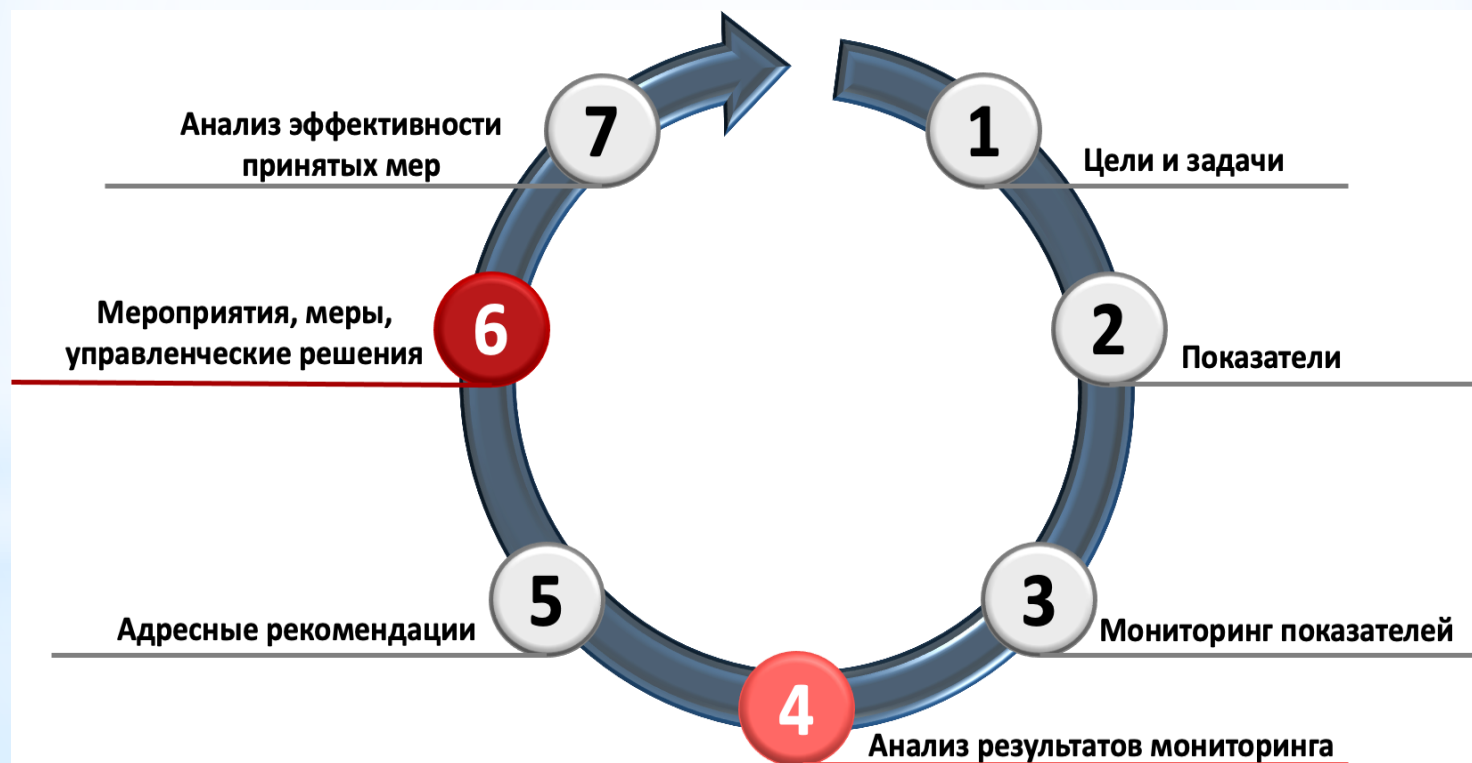 1
Цели и задачи
2
Показатели
3
Мониторинг показателей
4
Анализ результатов мониторинга
5
Адресные рекомендации
6
Мероприятия, меры,
управленческие решения
7
Анализ эффективности
принятых мер